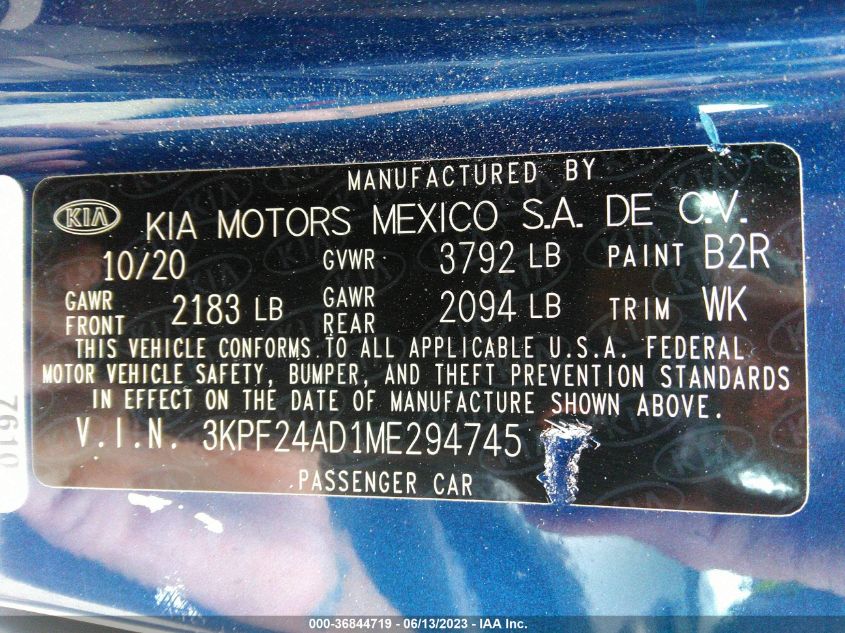 MANUFACTURED BY
KIA KIA MOTORS MEXICO S.A. DE C.V.
10/20 GVWR 3792 LB PAINT B2R
GAWR FRONT 2183 LB GAWR REAR 2094 LB TRIM WK
THIS VEHICLE CONFORMS TO ALL APPLICABLE U.S.A. FEDERAL
MOTOR VEHICLE SAFETY, BUMPER, AND THEFT PREVENTION STANDARDS
IN EFFECT ON THE DATE OF MANUFACTURE SHOWN ABOVE.
V.I.N. 3KPF24AD1ME294745
PASSENGER CAR
000-36844719 - 06/13/2023 - IAA Inc.